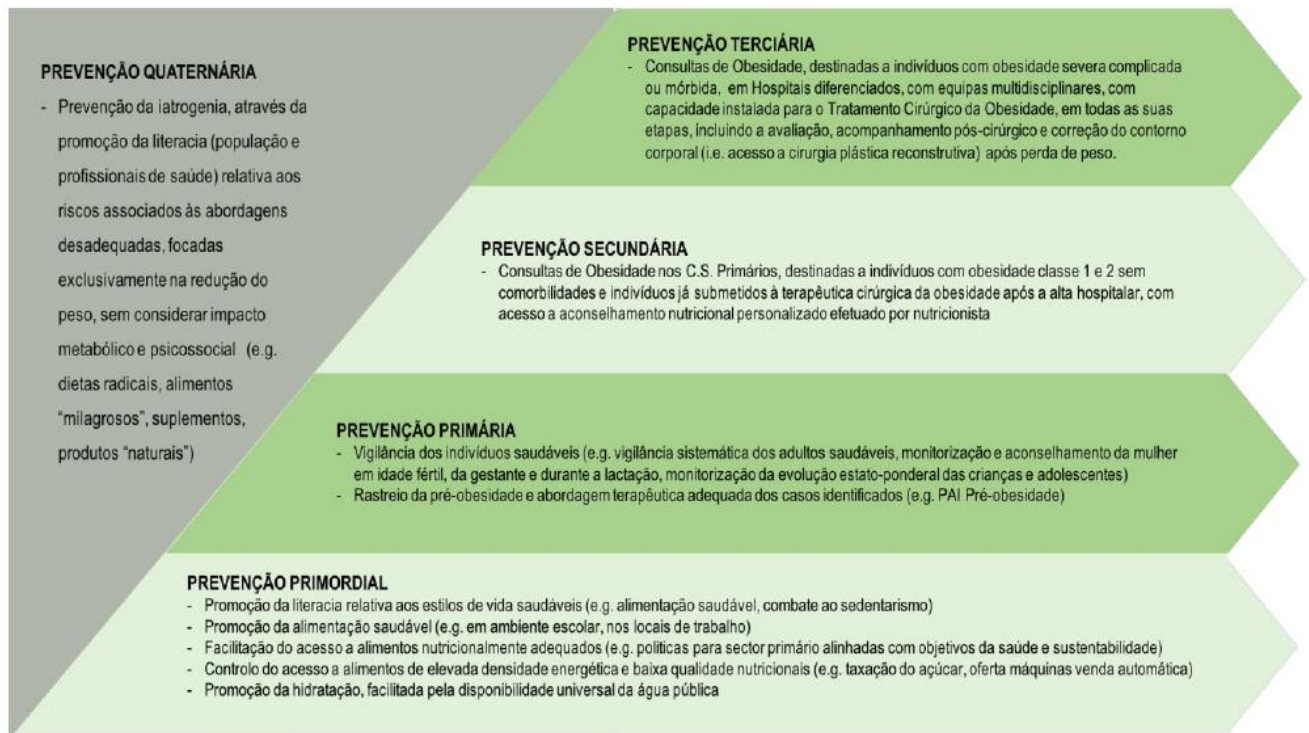 PREVENÇÃO QUATERNÁRIA
- Prevenção da iatrogenia, através da
promoção da literacia (população e
profissionais de saúde) relativa aos
riscos associados às abordagens
desadequadas, focadas
exclusivamente na redução do
peso, sem considerar impacto
metabólico e psicossocial (e.g.
dietas radicais, alimentos
“milagrosos”, suplementos,
produtos “naturais”)
PREVENÇÃO TERCIÁRIA
- Consultas de Obesidade, destinadas a indivíduos com obesidade severa complicada
ou mórbida, em Hospitais diferenciados, com equipas multidisciplinares, com
capacidade instalada para o Tratamento Cirúrgico da Obesidade, em todas as suas
etapas, incluindo a avaliação, acompanhamento pós-cirúrgico e correção do contorno
corporal (i.e. acesso a cirurgia plástica reconstrutiva) após perda de peso.
PREVENÇÃO SECUNDÁRIA
- Consultas de Obesidade nos C.S. Primários, destinadas a indivíduos com obesidade classe 1 e 2 sem
comorbilidades e indivíduos já submetidos à terapêutica cirúrgica da obesidade após a alta hospitalar, com
acesso a aconselhamento nutricional personalizado efetuado por nutricionista
PREVENÇÃO PRIMÁRIA
- Vigilância dos indivíduos saudáveis (e.g. vigilância sistemática dos adultos saudáveis, monitorização e aconselhamento da mulher
em idade fértil, da gestante e durante a lactação, monitorização da evolução estato-ponderal das crianças e adolescentes)
- Rastreio da pré-obesidade e abordagem terapêutica adequada dos casos identificados (e.g. PAI Pré-obesidade)
PREVENÇÃO PRIMORDIAL
- Promoção da literacia relativa aos estilos de vida saudáveis (e.g. alimentação saudável, combate ao sedentarismo)
- Promoção da alimentação saudável (e.g. em ambiente escolar, nos locais de trabalho)
- Facilitação do acesso a alimentos nutricionalmente adequados (e.g. politicas para sector primário alinhadas com objetivos da saúde e sustentabilidade)
- Controlo do acesso a alimentos de elevada densidade energética e baixa qualidade nutricionais (e.g. taxação do açúcar, oferta máquinas venda automática)
- Promoção da hidratação, facilitada pela disponibilidade universal da água pública